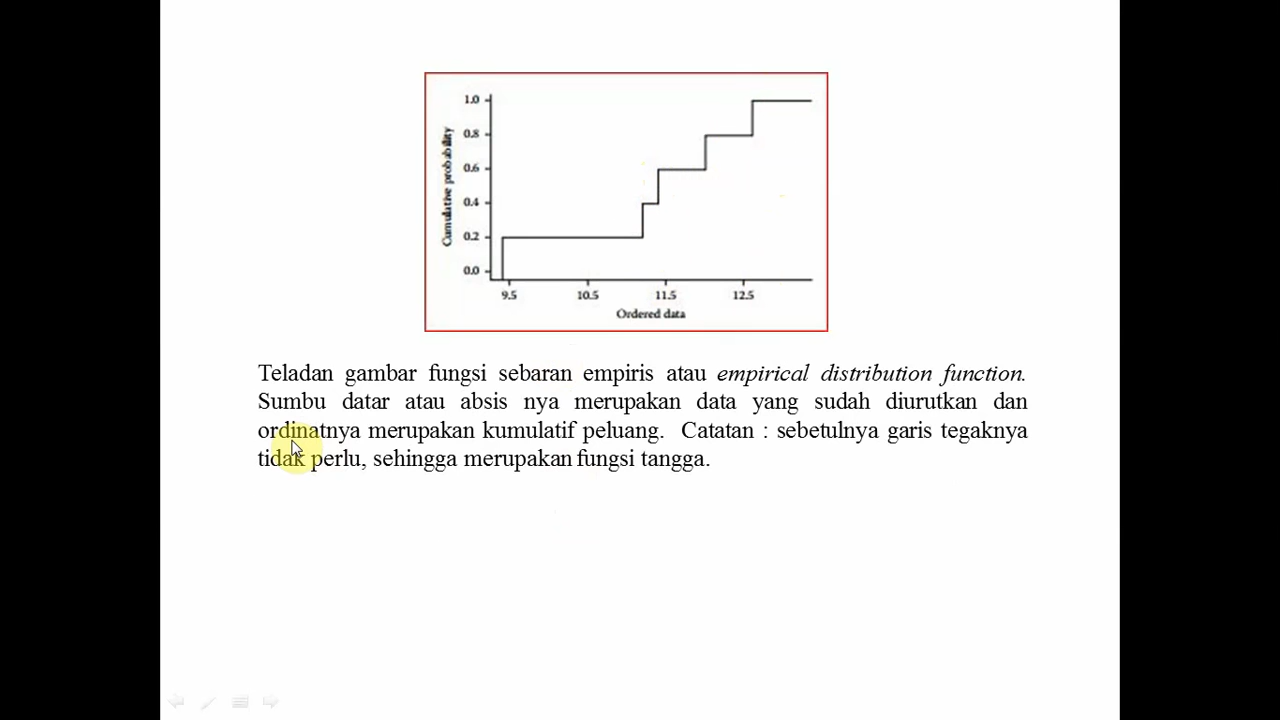 1.0
0.8
0.6
0.4
0.2
0.0
Cumulative probability
9.5 10.5 11.5 12.5
Ordered data
Teladan gambar fungsi sebaran empiris atau empirical distribution function.
Sumbu datar atau absis nya merupakan data yang sudah diurutkan dan
ordinatnya merupakan kumulatif peluang. Catatan : sebetulnya garis tegaknya
tidak perlu, sehingga merupakan fungsi tangga.